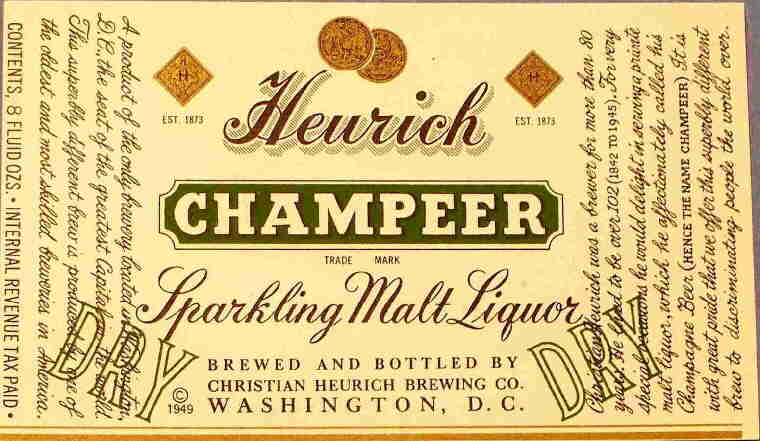 A product of the only brewery located in Washington,
D.C. the seat of the greatest Capital in the world.
This superbly different brew is produced by one of
the oldest and most skilled breweries in America.
CONTENTS, 8 FLUID OZS. • INTERNAL REVENUE TAX PAID •
H
EST. 1873
H
EST. 1873
Heurich
CHAMPEER
TRADE MARK
Sparkling Malt Liquor
DRY
DRY
BREWED AND BOTTLED BY
CHRISTIAN HEURICH BREWING CO.
© 1949 WASHINGTON, D.C.
Christian Heurich was a brewer for more than 80
years. He lived to be over 102 (1842 TO 1945). For very
special occasions he would delight in serving a private
malt liquor, which he affectionately called his
Champagne Beer. (HENCE THE NAME CHAMPEER) It is
with great pride that we offer this superbly different
brew to discriminating people the world over.